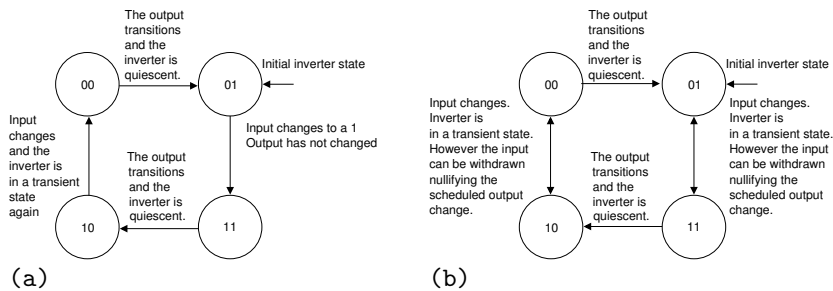 The output
transitions
and the
inverter is
quiescent.
00
01
Initial inverter state
Input
changes
and the
inverter is
in a transient
state
again
Input changes to a 1
Output has not changed
The output
transitions
and the
inverter is
quiescent.
10
11
(a)
The output
transitions
and the
inverter is
quiescent.
00
01
Initial inverter state
Input changes.
Inverter is
in a transient state.
However the input
can be withdrawn
nullifying the
scheduled output
change.
The output
transitions
and the
inverter is
quiescent.
Input changes.
Inverter is
in a transient state.
However the input
can be withdrawn
nullifying the
scheduled output
change.
10
11
(b)